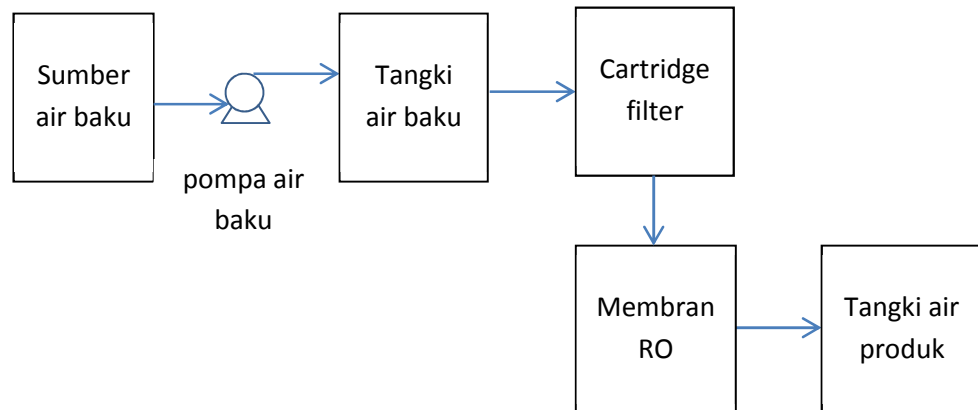 Sumber
air baku
pompa air
baku
Tangki
air baku
Cartridge
filter
Membran
RO
Tangki air
produk